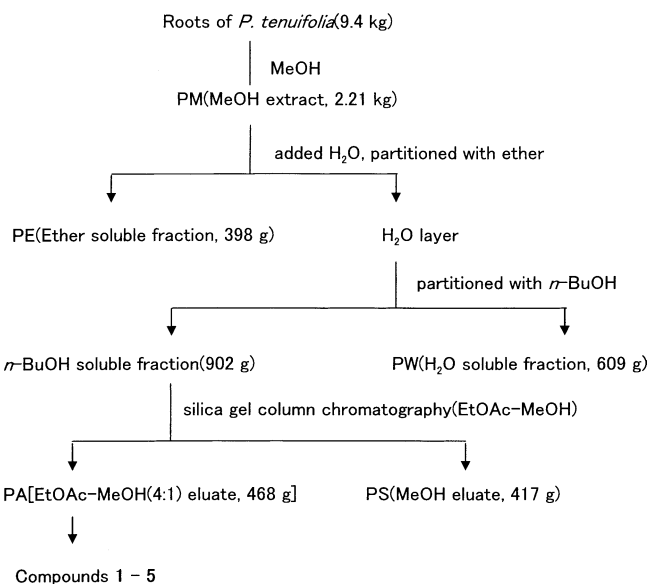 Roots of P. tenuifolia(9.4 kg)
MeOH
PM(MeOH extract, 2.21 kg)
added H₂O, partitioned with ether
PE(Ether soluble fraction, 398 g) H₂O layer
partitioned with n-BuOH
n-BuOH soluble fraction(902 g) PW(H₂O soluble fraction, 609 g)
silica gel column chromatography(EtOAc-MeOH)
PA[EtOAc-MeOH(4:1) eluate, 468 g] PS(MeOH eluate, 417 g)
Compounds 1 - 5